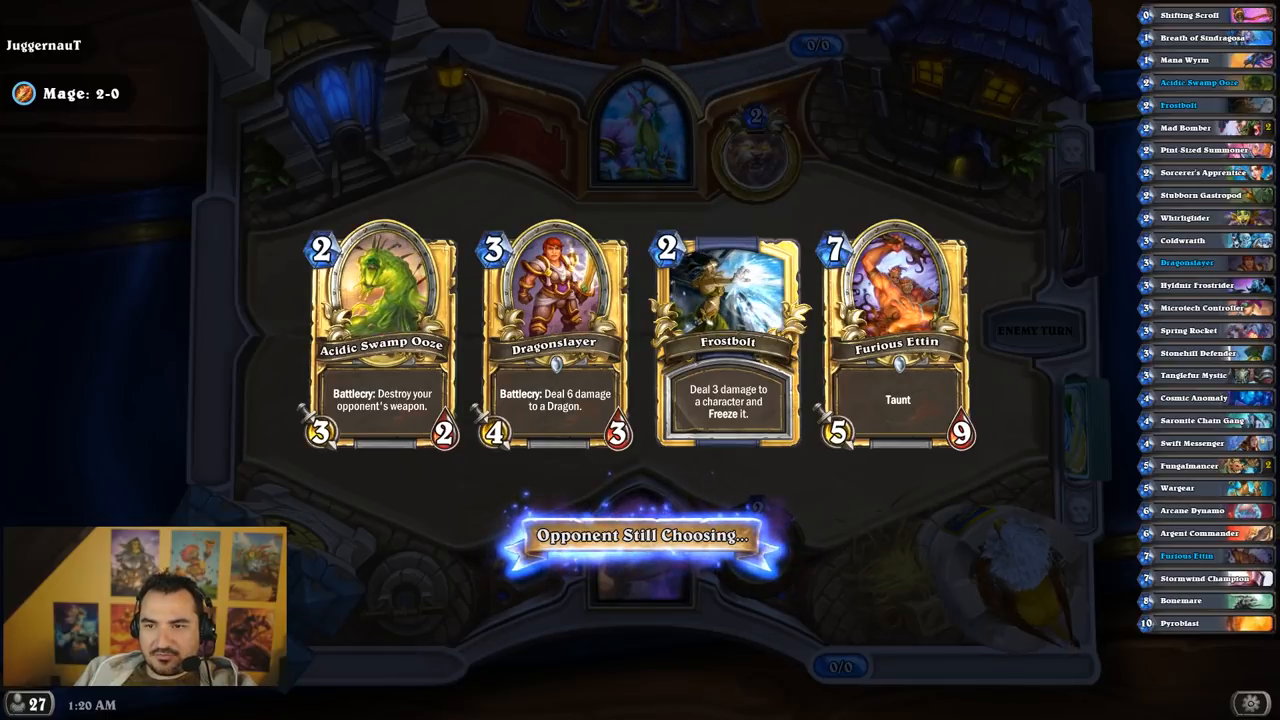 JuggernauT
Mage: 2-0
0/0
2
ENEMY TURN
2
Acidic Swamp Ooze
Battlecry: Destroy your
opponent's weapon.
3
2
3
Dragonslayer
Battlecry: Deal 6 damage
to a Dragon.
4
3
2
Frostbolt
Deal 3 damage to
a character and
Freeze it.
7
Furious Ettin
Taunt
5
9
Opponent Still Choosing...
0/0
27
1:20 AM
0 Shifting Scroll
1 Breath of Sindragosa
1 Mana Wyrm
2 Acidic Swamp Ooze
2 Frostbolt
2 Mad Bomber 2
2 Pint-Sized Summoner
2 Sorcerer's Apprentice
2 Stubborn Gastropod
2 Whirliglider
3 Coldwraith
3 Dragonslayer
3 Hyldnir Frostrider
3 Microtech Controller
3 Spring Rocket
3 Stonehill Defender
3 Tanglefur Mystic
4 Cosmic Anomaly
4 Saronite Chain Gang
4 Swift Messenger
5 Fungalmancer 2
5 Wargear
6 Arcane Dynamo
6 Argent Commander
7 Furious Ettin
7 Stormwind Champion
8 Bonemare
10 Pyroblast